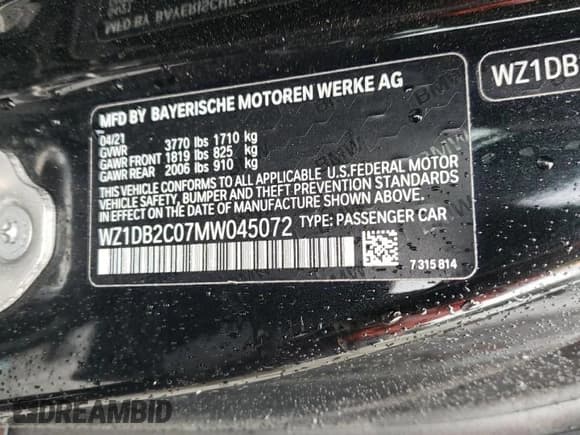 MFD BY BAYERISCHE MOTOREN WERKE AG
04/21
GVWR 3770 lbs 1710 kg
GAWR FRONT 1819 lbs 825 kg
GAWR REAR 2006 lbs 910 kg
THIS VEHICLE CONFORMS TO ALL APPLICABLE U.S.FEDERAL MOTOR
VEHICLE SAFETY, BUMPER AND THEFT PREVENTION STANDARDS
IN EFFECT ON THE DATE OF MANUFACTURE SHOWN ABOVE.
WZ1DB2C07MW045072 TYPE: PASSENGER CAR
7 315 814
WZ1DB
DREAMBID